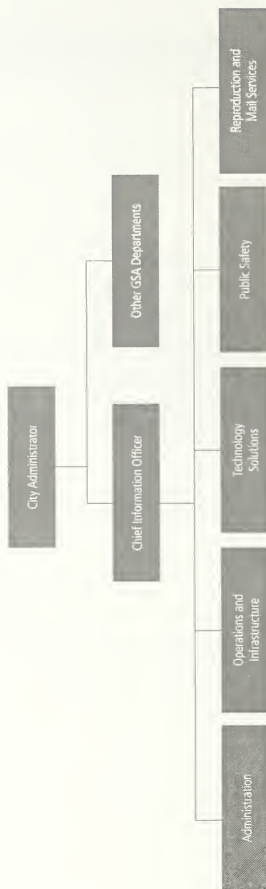 City Administrator
Chief Information Officer
Other GSA Departments
Administration
Operations and
Infrastructure
Technology
Solutions
Public Safety
Reproduction and
Mail Services